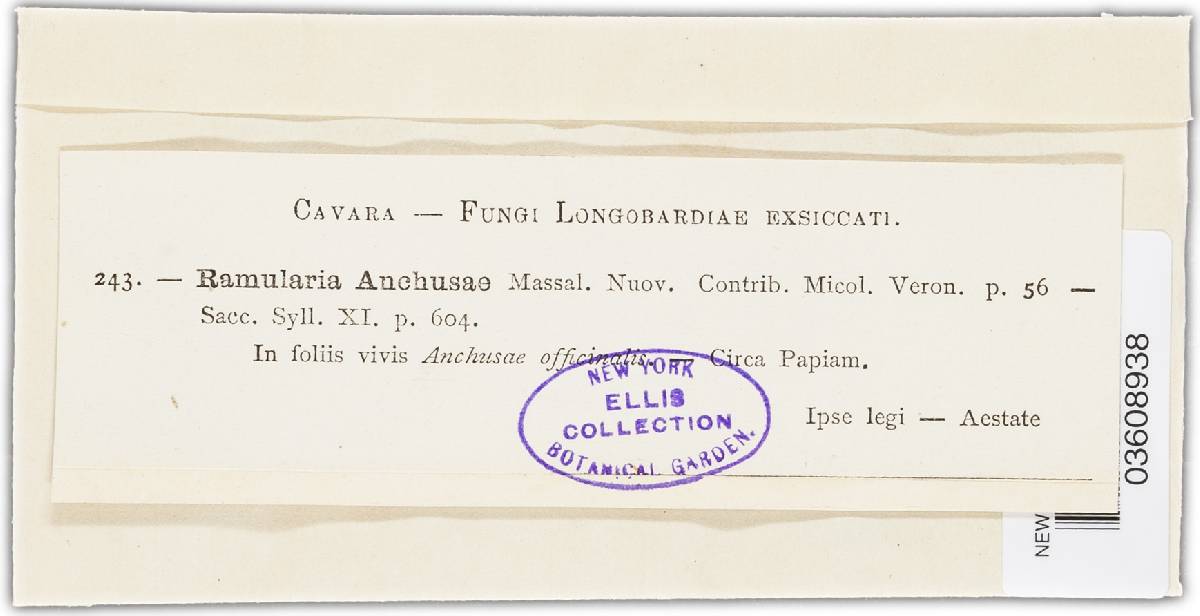 CAVARA — FUNGI LONGOBARDIAE EXSICCATI.
243. — Ramularia Anchusae Massal. Nuov. Contrib. Micol. Veron. p. 56 —
Sacc. Syll. XI. p. 604.
In foliis vivis Anchusae officinalis. — Circa Papiam.
Ipse legi — Aestate
NEW YORK
ELLIS
COLLECTION
BOTANICAL GARDEN.
03608938
NEW